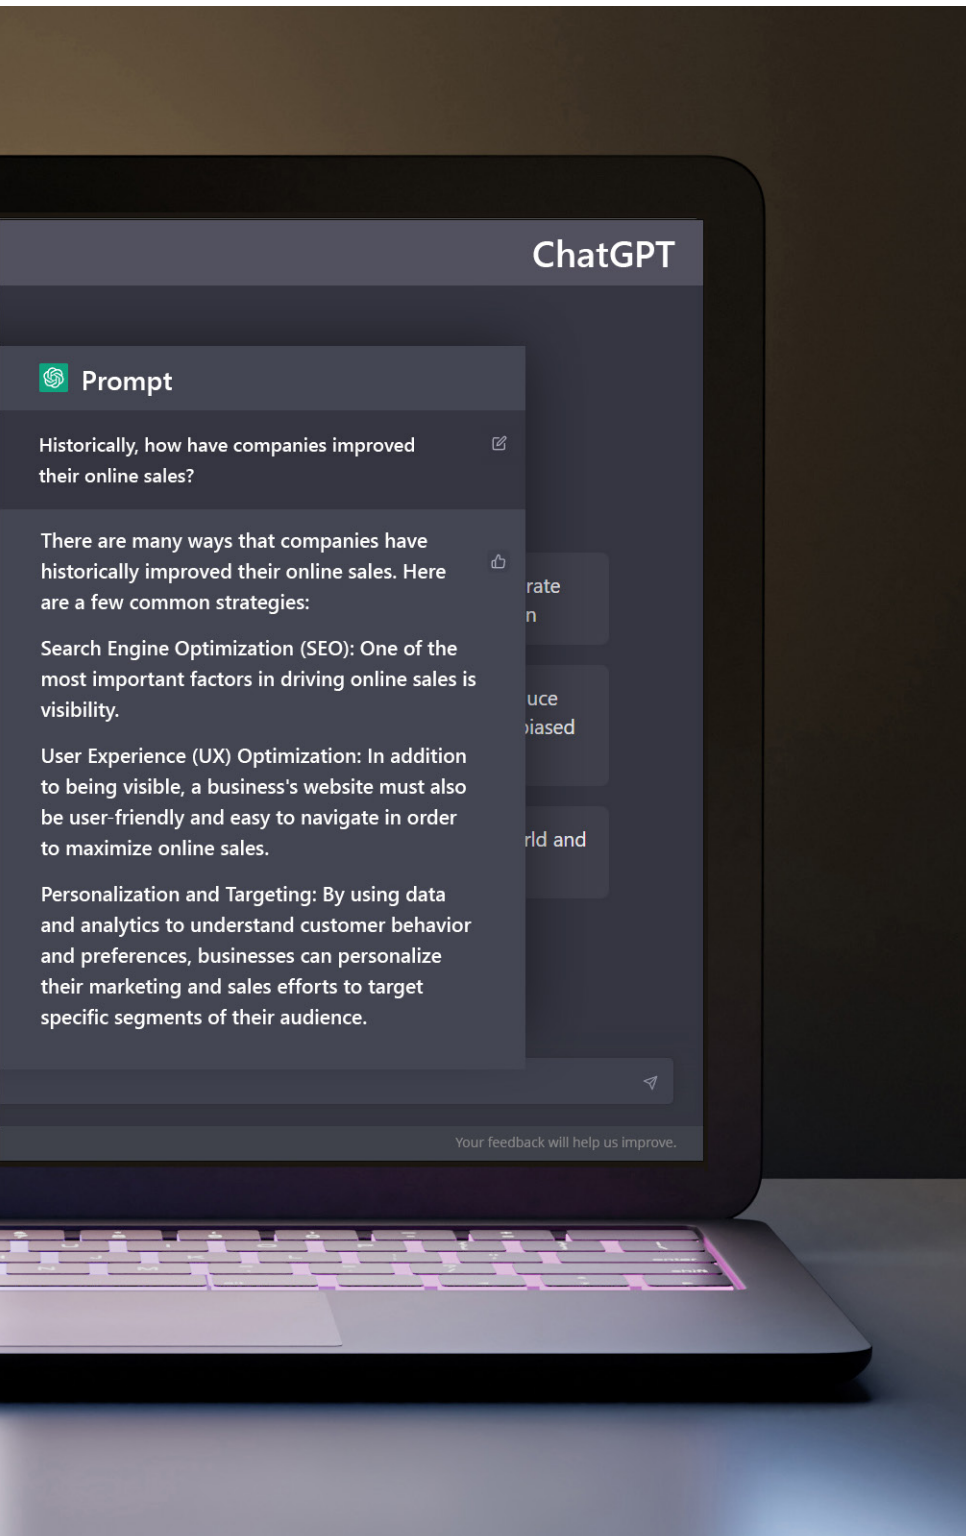 ChatGPT
Prompt
Historically, how have companies improved
their online sales?
There are many ways that companies have
historically improved their online sales. Here
are a few common strategies:
Search Engine Optimization (SEO): One of the
most important factors in driving online sales is
visibility.
User Experience (UX) Optimization: In addition
to being visible, a business's website must also
be user-friendly and easy to navigate in order
to maximize online sales.
Personalization and Targeting: By using data
and analytics to understand customer behavior
and preferences, businesses can personalize
their marketing and sales efforts to target
specific segments of their audience.
rate
n
uce
biased
rld and
Your feedback will help us improve.
enter
shift